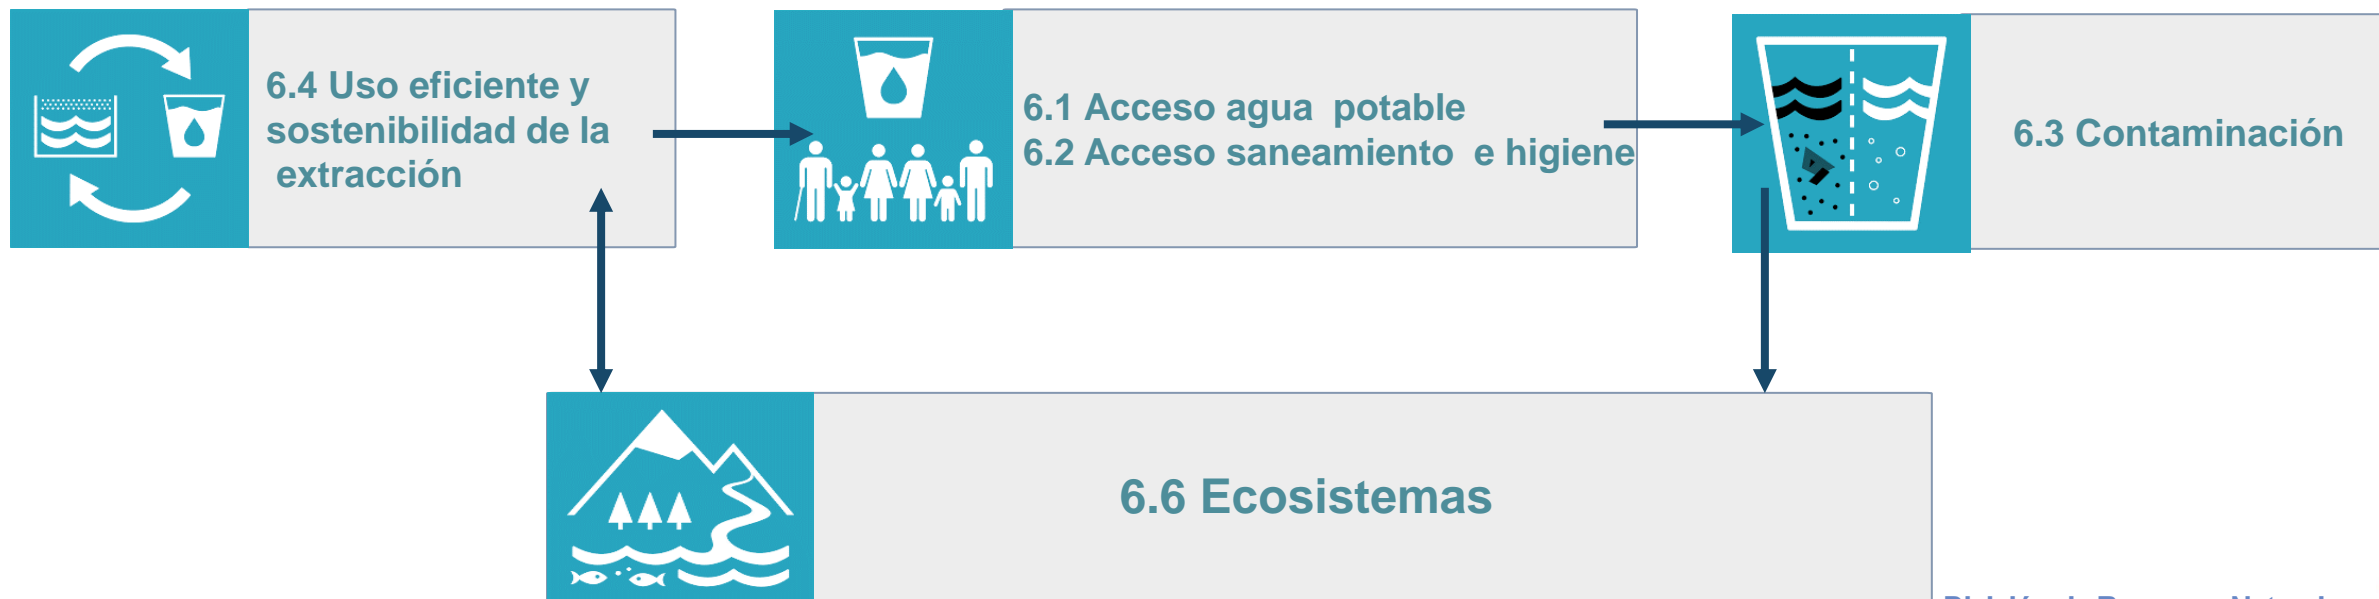 6.4 Uso eficiente y
sostenibilidad de la
extracción
6.1 Acceso agua potable
6.2 Acceso saneamiento e higiene
6.3 Contaminación
6.6 Ecosistemas